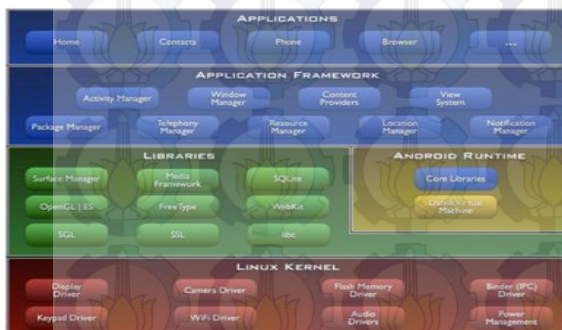 APPLICATIONS
Home Contacts Phone Browser ...
APPLICATION FRAMEWORK
Activity Manager Window Manager Content Providers View System
Package Manager Telephony Manager Resource Manager Location Manager Notification Manager
LIBRARIES
Surface Manager Media Framework SQLite
OpenGL | ES FreeType WebKit
SGL SSL libc
ANDROID RUNTIME
Core Libraries
Dalvik Virtual Machine
LINUX KERNEL
Display Driver Camera Driver Flash Memory Driver Binder (IPC) Driver
Keypad Driver WiFi Driver Audio Drivers Power Management